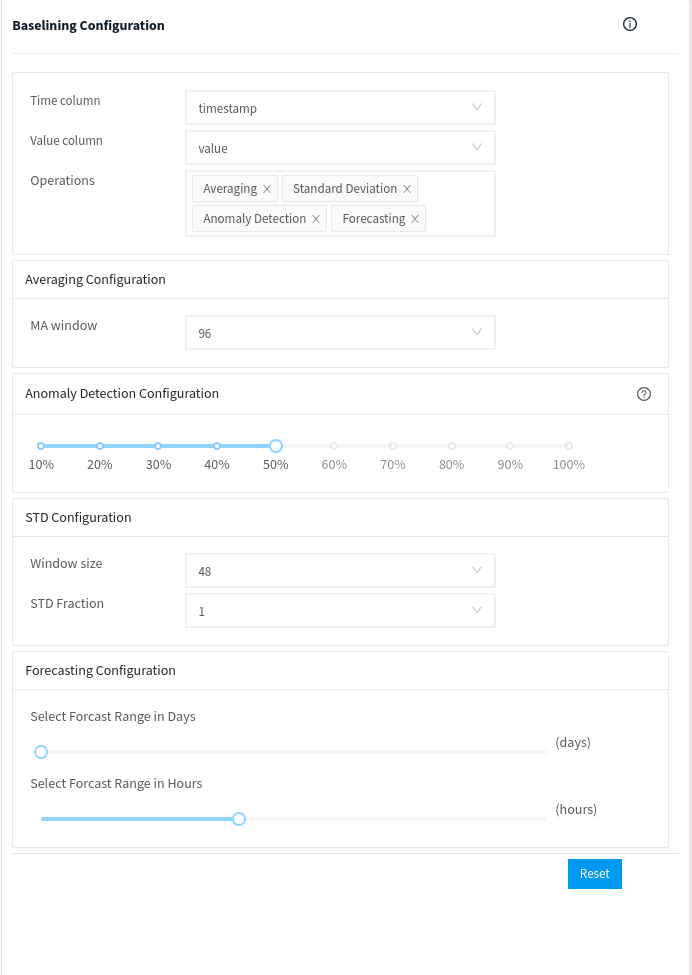 Baselining Configuration
Time column
timestamp
Value column
value
Operations
Averaging
Standard Deviation
Anomaly Detection
Forecasting
Averaging Configuration
MA window
96
Anomaly Detection Configuration
10% 20% 30% 40% 50% 60% 70% 80% 90% 100%
STD Configuration
Window size
48
STD Fraction
1
Forecasting Configuration
Select Forcast Range in Days
(days)
Select Forcast Range in Hours
(hours)
Reset